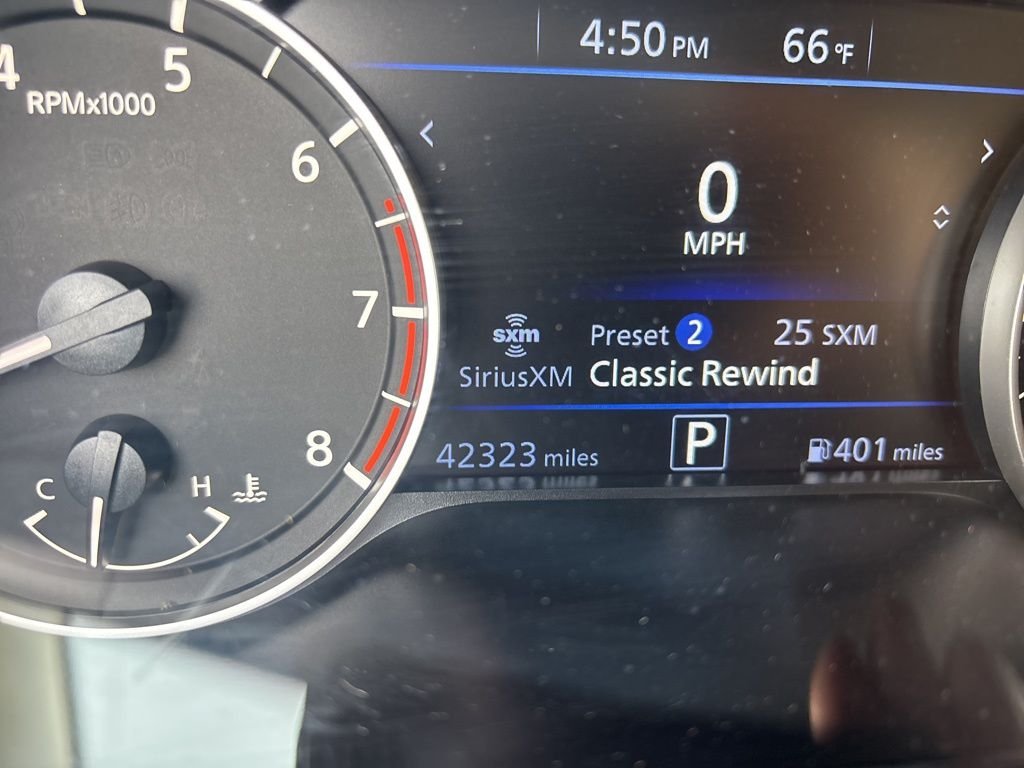 4 5
RPMx1000
6
7
8
C H
4:50 PM 66 °F
0
MPH
sxm Preset 2 25 SXM
SiriusXM Classic Rewind
42323 miles P 401 miles